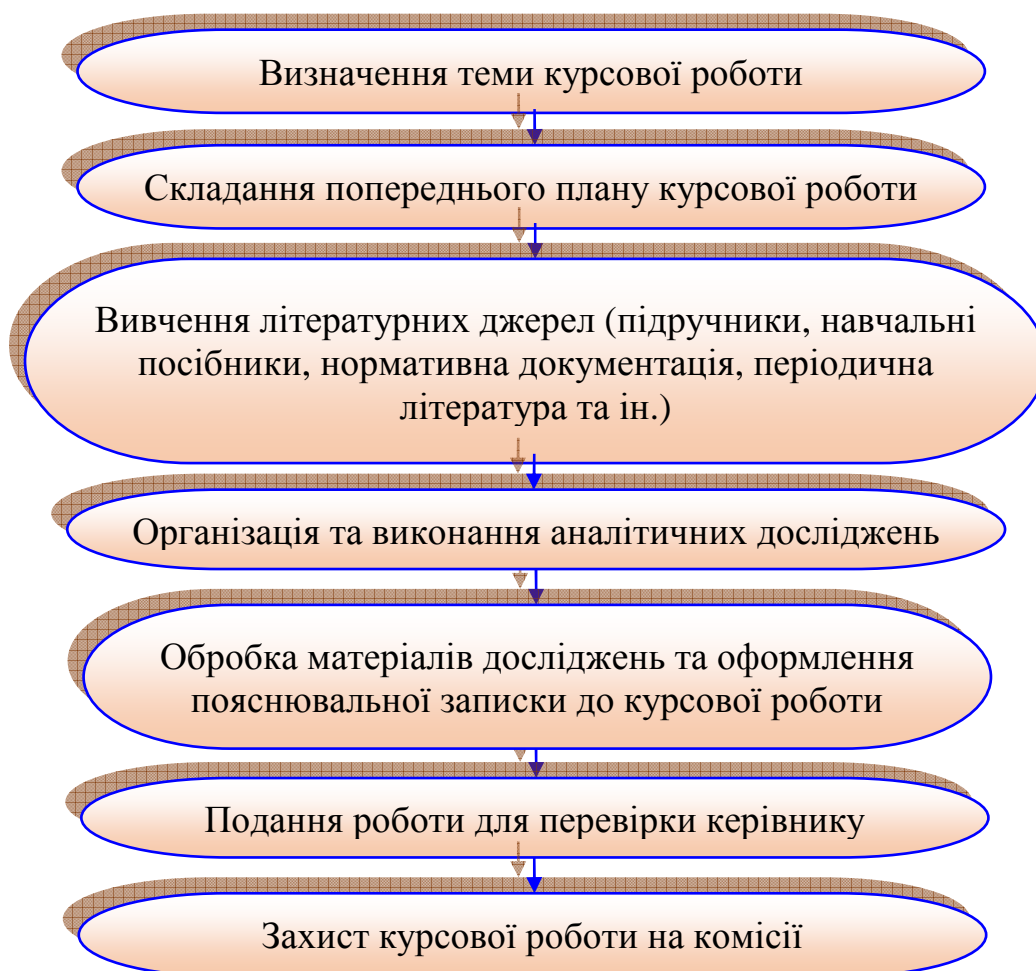 Визначення теми курсової роботи
Складання попереднього плану курсової роботи
Вивчення літературних джерел (підручники, навчальні
посібники, нормативна документація, періодична
література та ін.)
Організація та виконання аналітичних досліджень
Обробка матеріалів досліджень та оформлення
пояснювальної записки до курсової роботи
Подання роботи для перевірки керівнику
Захист курсової роботи на комісії